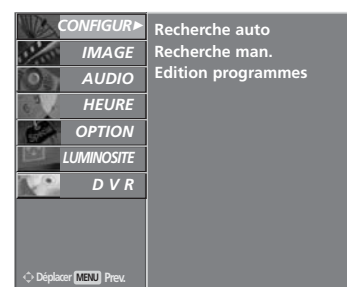 CONFIGUR▶
IMAGE
AUDIO
HEURE
OPTION
LUMINOSITE
D V R
Recherche auto
Recherche man.
Edition programmes
Déplacer MENU Prev.